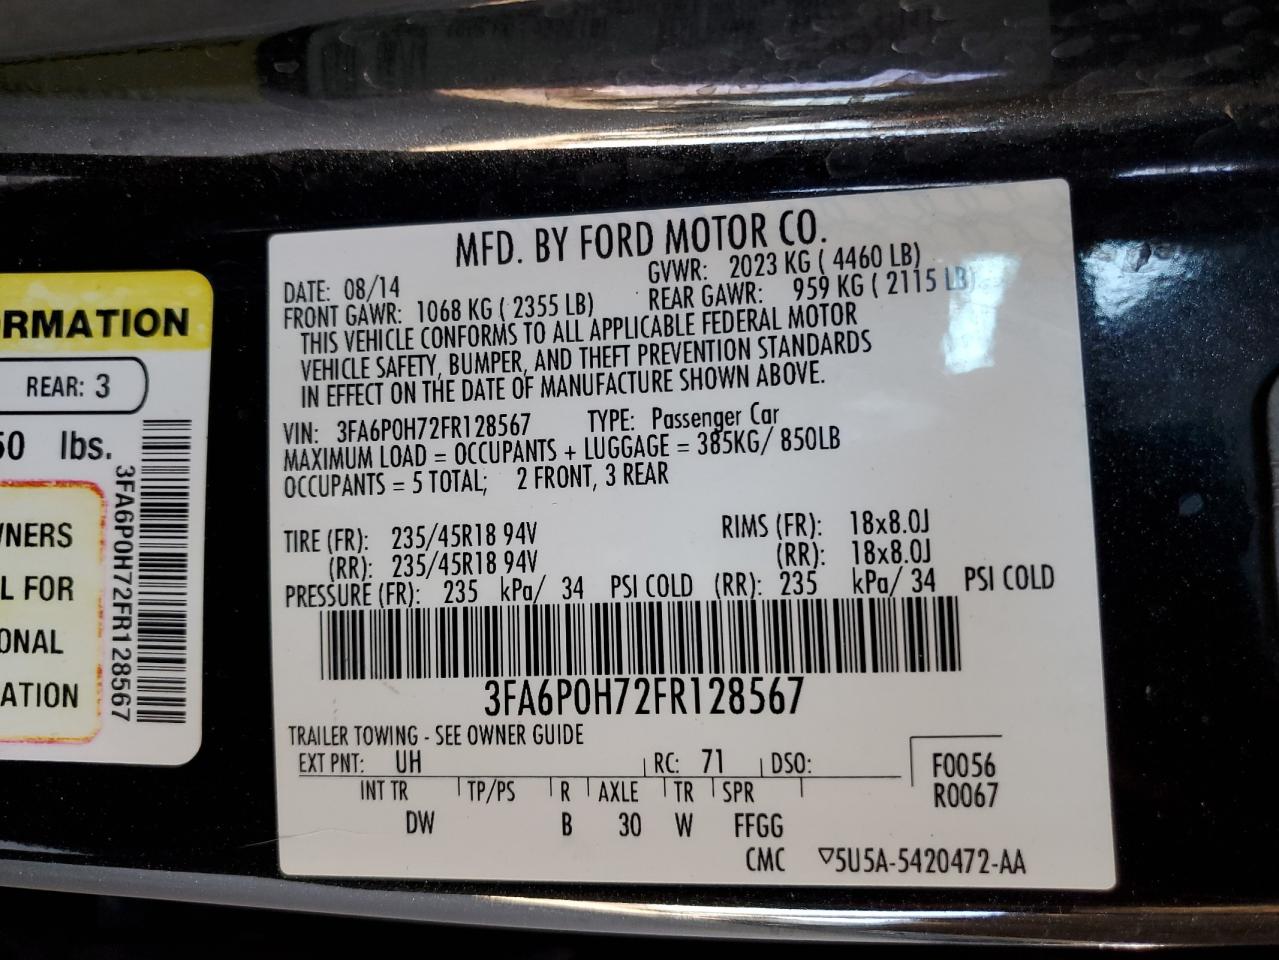 RMATION
REAR: 3
50 lbs.
WNERS
L FOR
ONAL
ATION
3FA6P0H72FR128567
MFD. BY FORD MOTOR CO.
DATE: 08/14 GVWR: 2023 KG ( 4460 LB)
FRONT GAWR: 1068 KG ( 2355 LB) REAR GAWR: 959 KG ( 2115 LB)
THIS VEHICLE CONFORMS TO ALL APPLICABLE FEDERAL MOTOR
VEHICLE SAFETY, BUMPER, AND THEFT PREVENTION STANDARDS
IN EFFECT ON THE DATE OF MANUFACTURE SHOWN ABOVE.
VIN: 3FA6P0H72FR128567 TYPE: Passenger Car
MAXIMUM LOAD = OCCUPANTS + LUGGAGE = 385KG/ 850LB
OCCUPANTS = 5 TOTAL; 2 FRONT, 3 REAR
TIRE (FR): 235/45R18 94V RIMS (FR): 18x8.0J
(RR): 235/45R18 94V (RR): 18x8.0J
PRESSURE (FR): 235 kPa/ 34 PSI COLD (RR): 235 kPa/ 34 PSI COLD
3FA6P0H72FR128567
TRAILER TOWING - SEE OWNER GUIDE
EXT PNT: UH RC: 71 DSO: F0056
INT TR TP/PS R AXLE TR SPR R0067
DW B 30 W FFGG
CMC ▽5U5A-5420472-AA